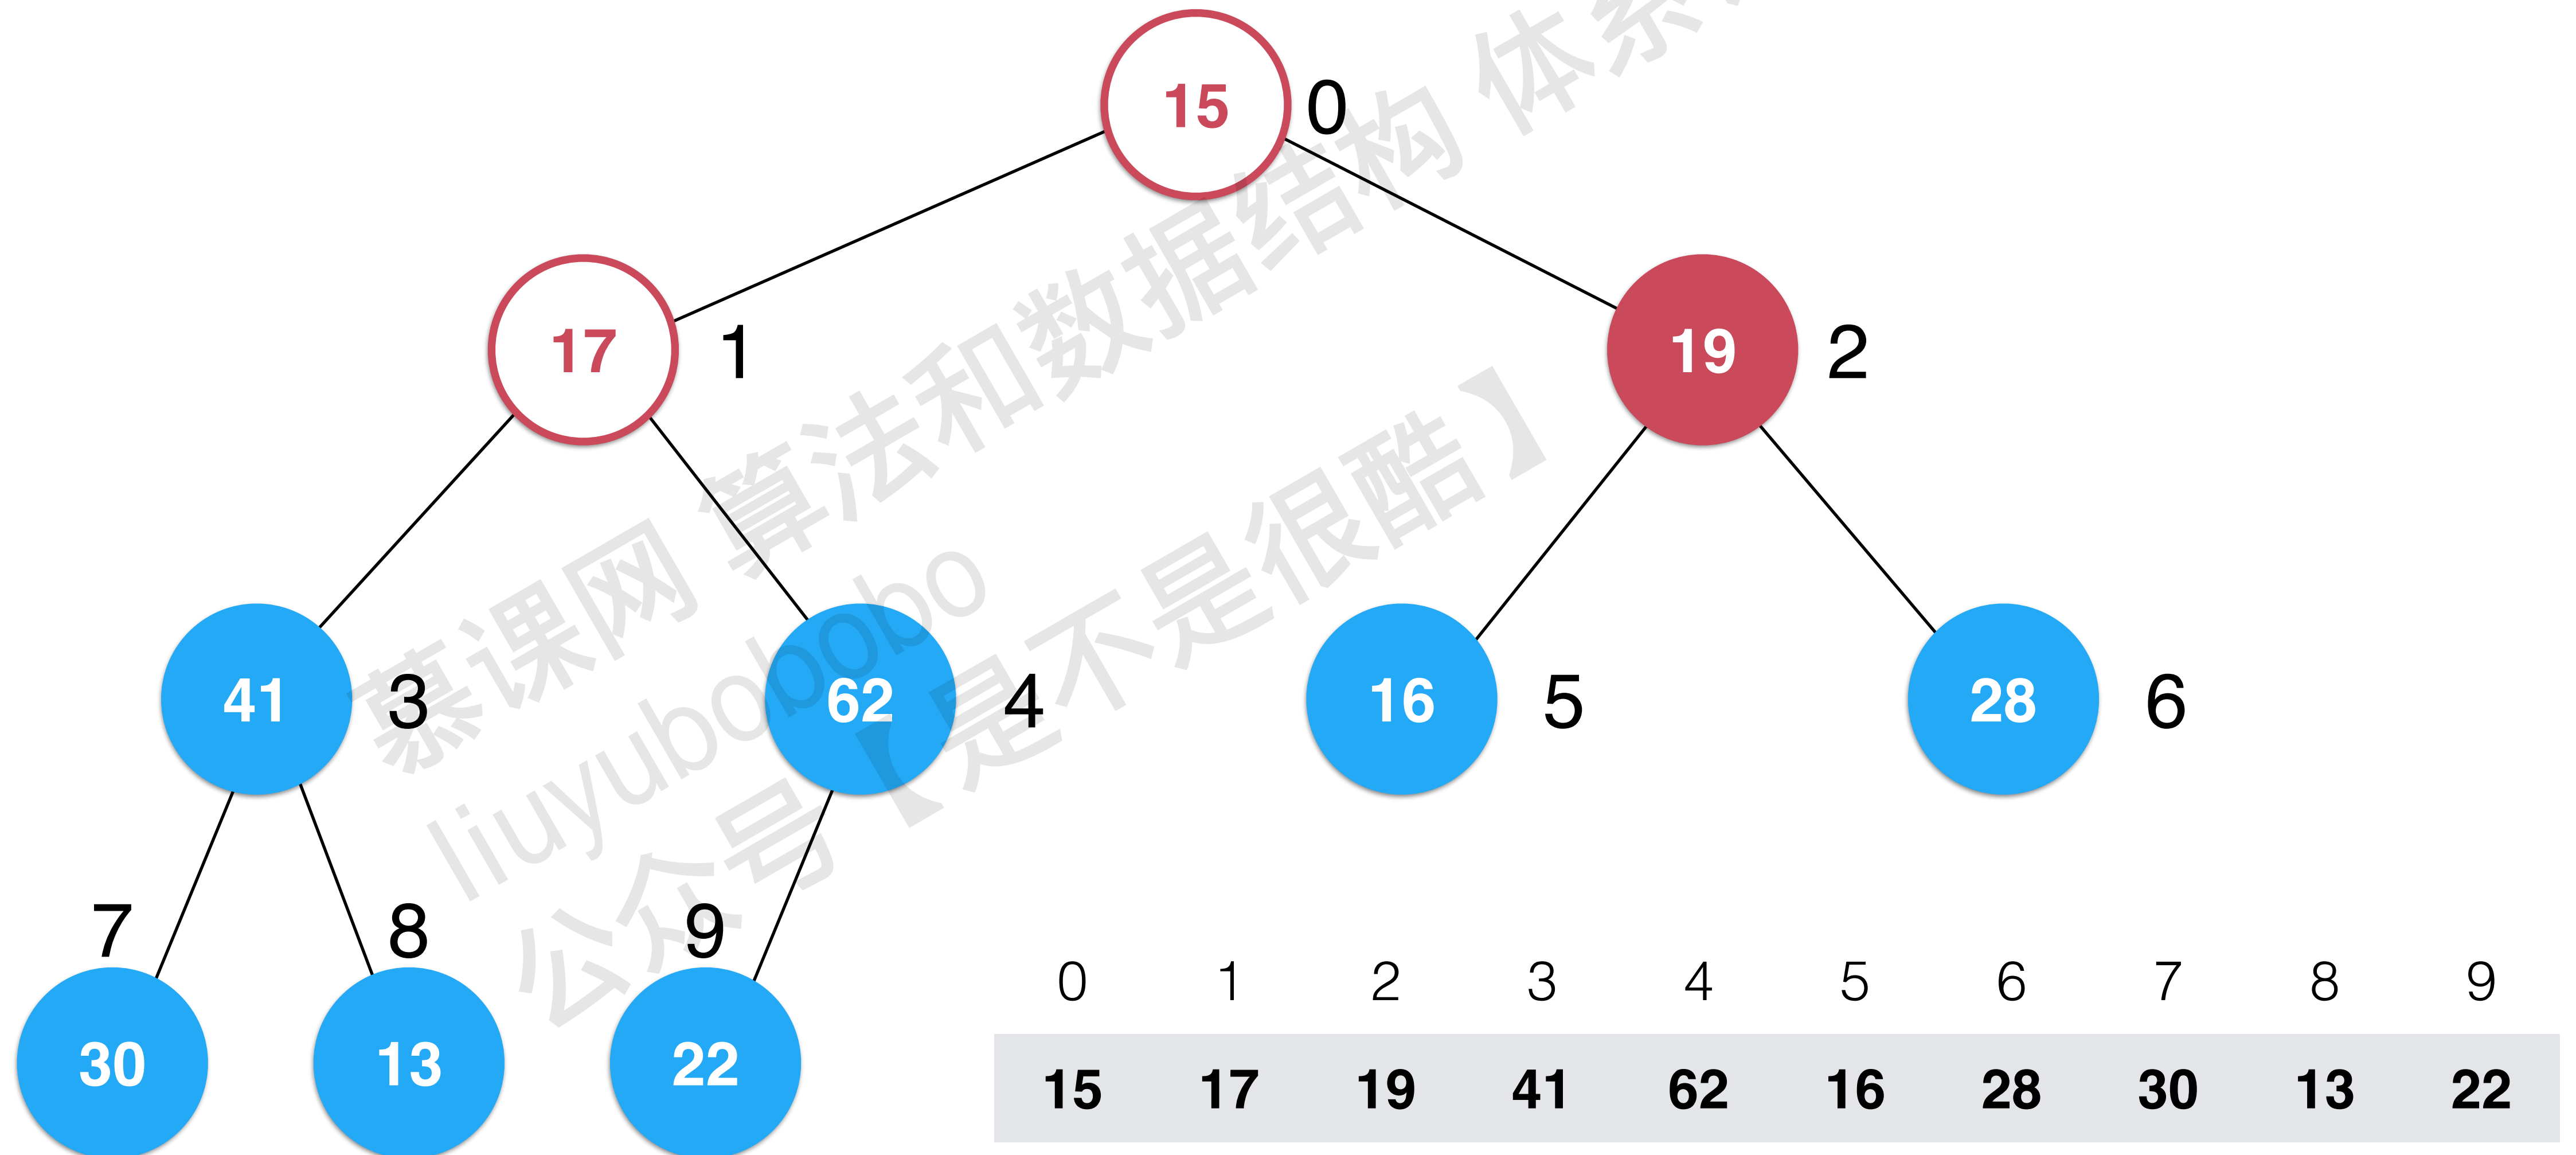 15 0
17 1 19 2
41 3 62 4 16 5 28 6
7 8 9
30 13 22
0 1 2 3 4 5 6 7 8 9
15 17 19 41 62 16 28 30 13 22
慕课网 算法和数据结构 体系
liuyubobobo
公众号【是不是很酷】